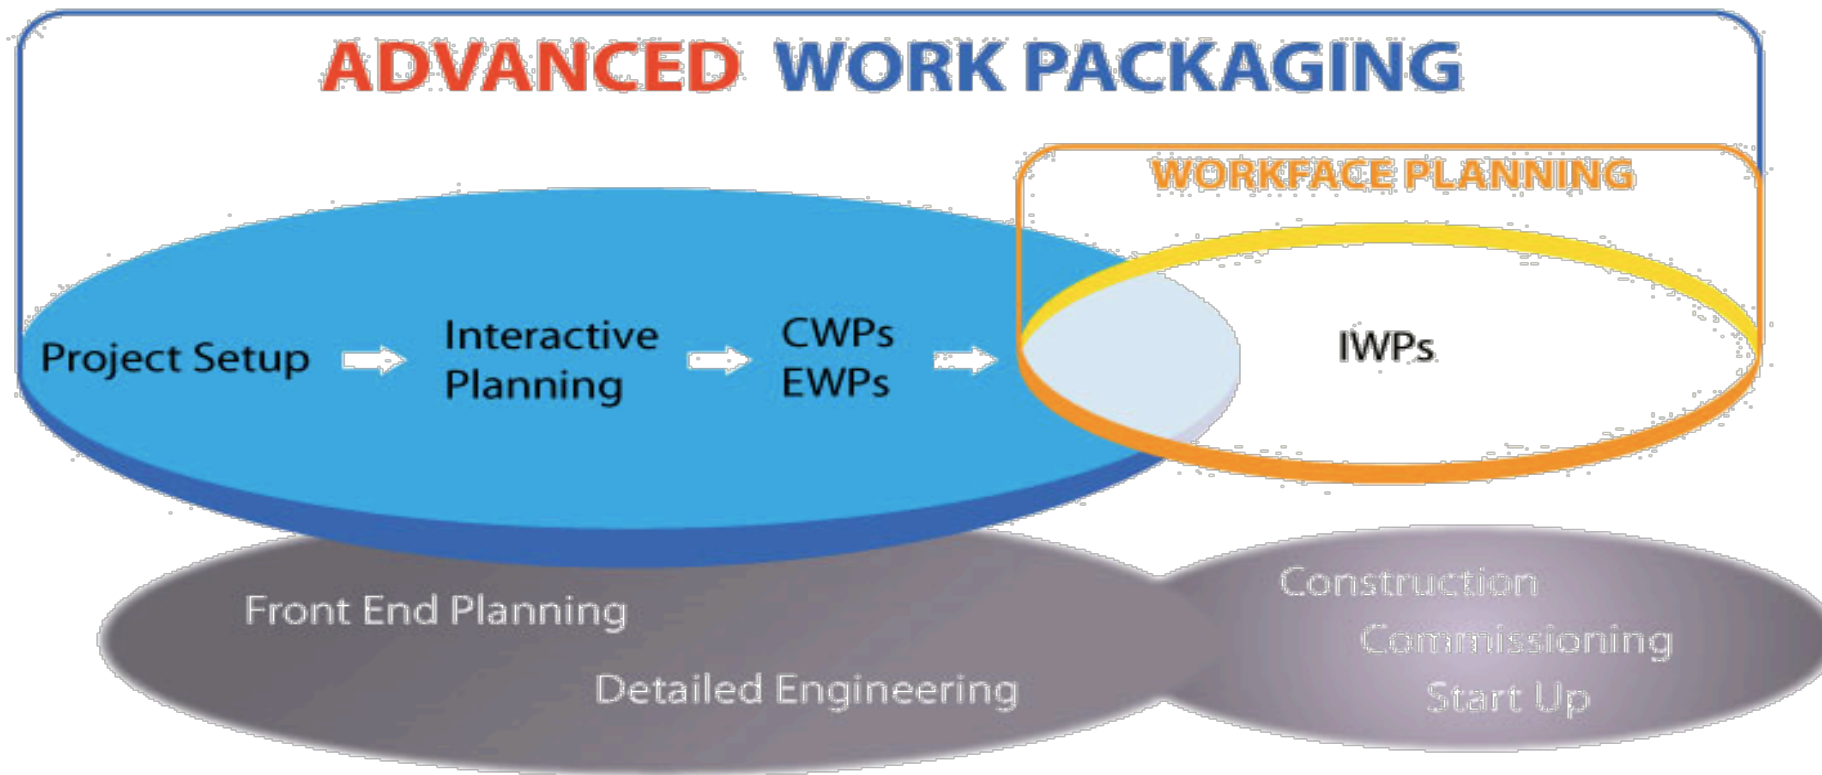 ADVANCED WORK PACKAGING
WORKFACE PLANNING
Project Setup
Interactive
Planning
CWPs
EWPs
IWPs
Front End Planning
Detailed Engineering
Construction
Commissioning
Start Up